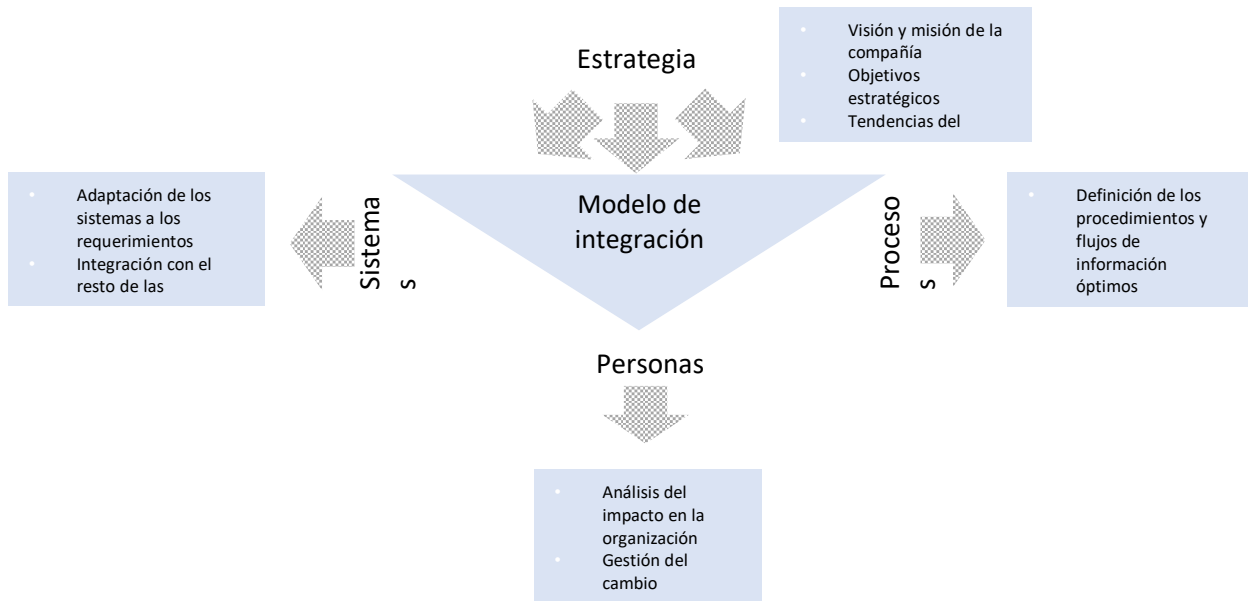 Estrategia
Visión y misión de la
compañía
Objetivos
estratégicos
Tendencias del
Adaptación de los
sistemas a los
requerimientos
Integración con el
resto de las
Sistema
s
Modelo de
integración
Proceso
s
Definición de los
procedimientos y
flujos de
información
óptimos
Personas
Análisis del
impacto en la
organización
Gestión del
cambio